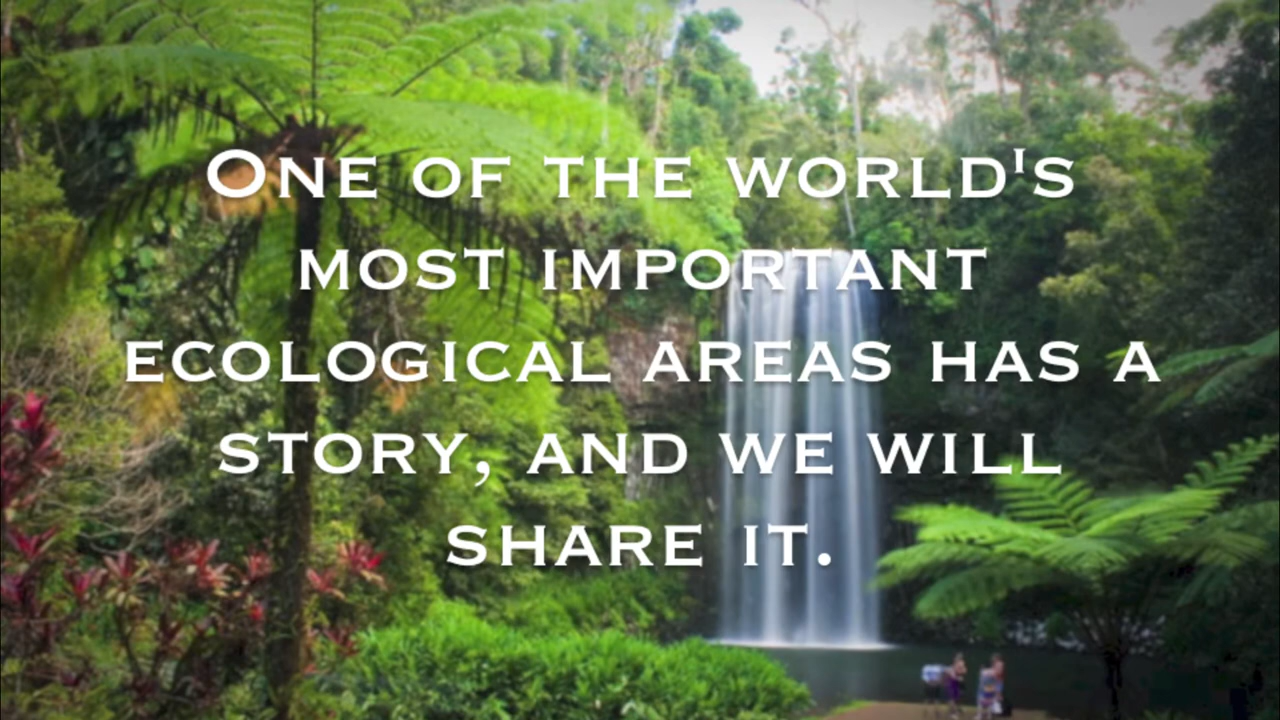 One of the world's
most important
ecological areas has a
story, and we will
share it.